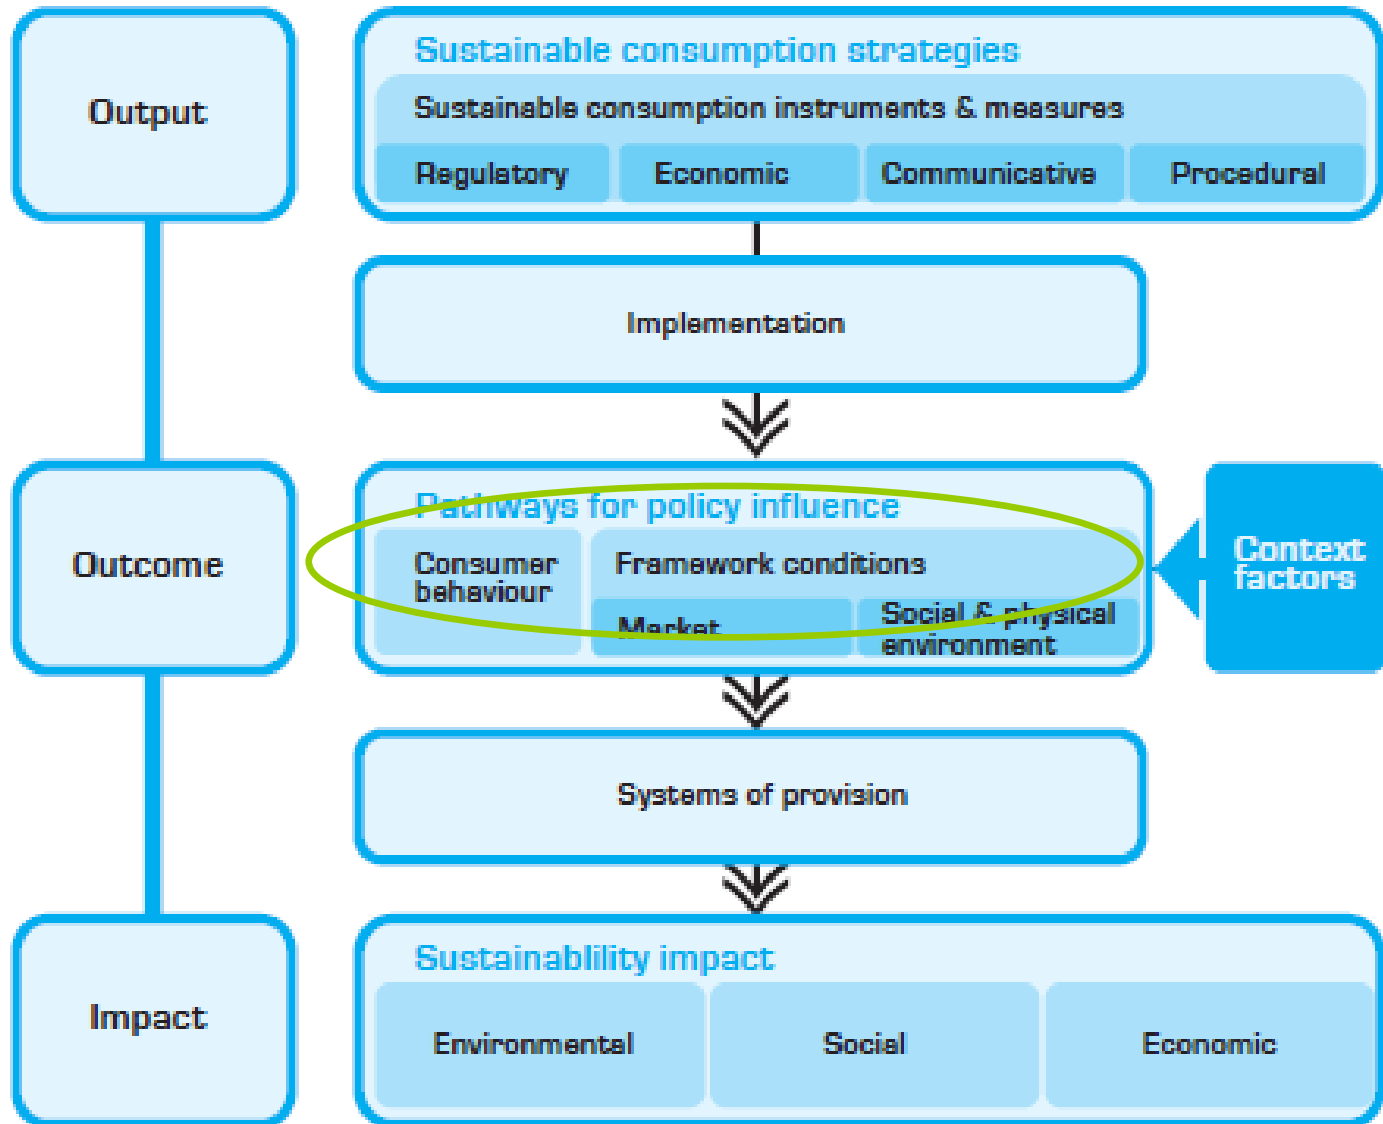 Output
Sustainable consumption strategies
Sustainable consumption instruments & measures
Regulatory
Economic
Communicative
Procedural
Implementation
Outcome
Pathways for policy influence
Consumer
behaviour
Framework conditions
Market
Social & physical
environment
Context
factors
Systems of provision
Impact
Sustainablility impact
Environmental
Social
Economic